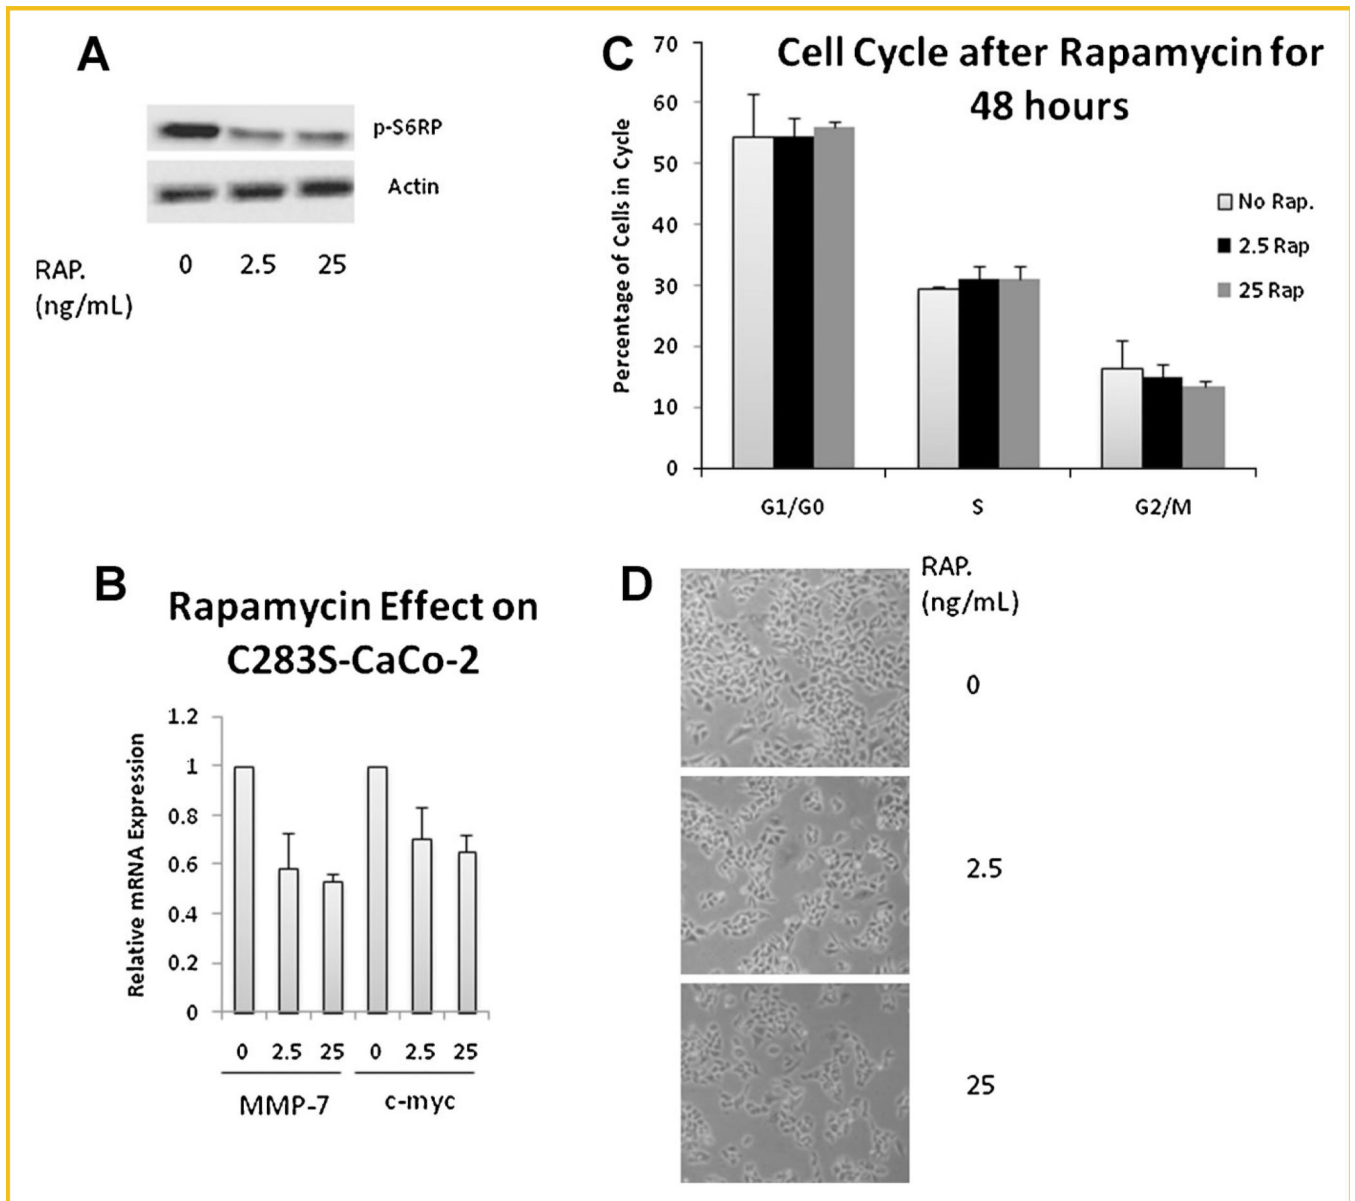 A
p-S6RP
Actin
RAP.
(ng/mL)
0 2.5 25
B
Rapamycin Effect on
C283S-CaCo-2
Relative mRNA Expression
1.2
1
0.8
0.6
0.4
0.2
0
0 2.5 25 0 2.5 25
MMP-7 c-myc
C
Cell Cycle after Rapamycin for
48 hours
Percentage of Cells in Cycle
70
60
50
40
30
20
10
0
No Rap.
2.5 Rap
25 Rap
G1/G0 S G2/M
D
RAP.
(ng/mL)
0
2.5
25